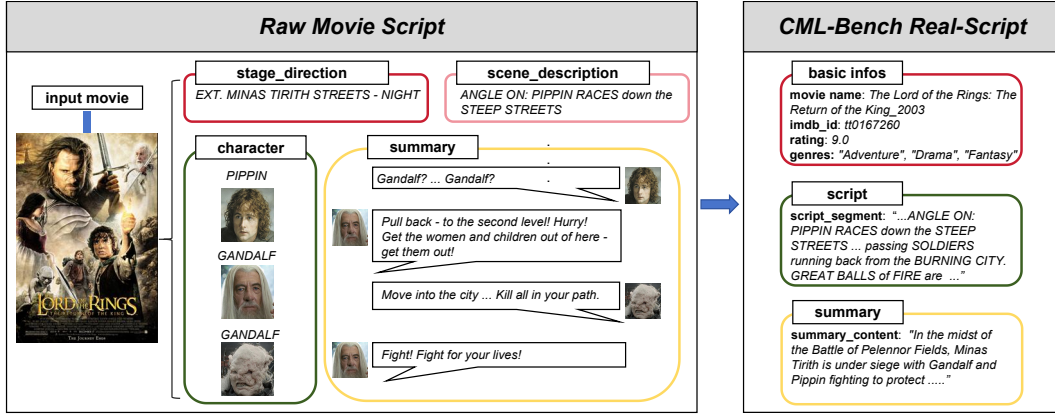 Raw Movie Script
input movie
THE LORD OF THE RINGS
THE RETURN OF THE KING
THE JOURNEY ENDS
stage_direction
EXT. MINAS TIRITH STREETS - NIGHT
scene_description
ANGLE ON: PIPPIN RACES down the
STEEP STREETS
character
PIPPIN
GANDALF
GANDALF
summary
.
.
.
Gandalf? ... Gandalf?
Pull back - to the second level! Hurry!
Get the women and children out of here -
get them out!
Move into the city ... Kill all in your path.
Fight! Fight for your lives!
CML-Bench Real-Script
basic infos
movie name: The Lord of the Rings: The
Return of the King_2003
imdb_id: tt0167260
rating: 9.0
genres: "Adventure", "Drama", "Fantasy"
script
script_segment: “...ANGLE ON:
PIPPIN RACES down the STEEP
STREETS ... passing SOLDIERS
running back from the BURNING CITY.
GREAT BALLS of FIRE are ...”
summary
summary_content: "In the midst of
the Battle of Pelennor Fields, Minas
Tirith is under siege with Gandalf and
Pippin fighting to protect .....”